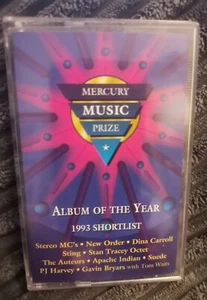 MERCURY
MUSIC
PRIZE
ALBUM OF THE YEAR
1993 SHORTLIST
Stereo MC's • New Order • Dina Carroll
Sting • Stan Tracey Octet
The Auteurs • Apache Indian • Suede
PJ Harvey • Gavin Bryars with Tom Waits